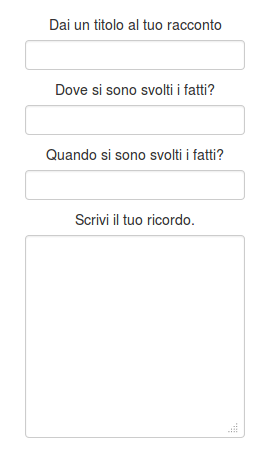 Dai un titolo al tuo racconto
Dove si sono svolti i fatti?
Quando si sono svolti i fatti?
Scrivi il tuo ricordo.